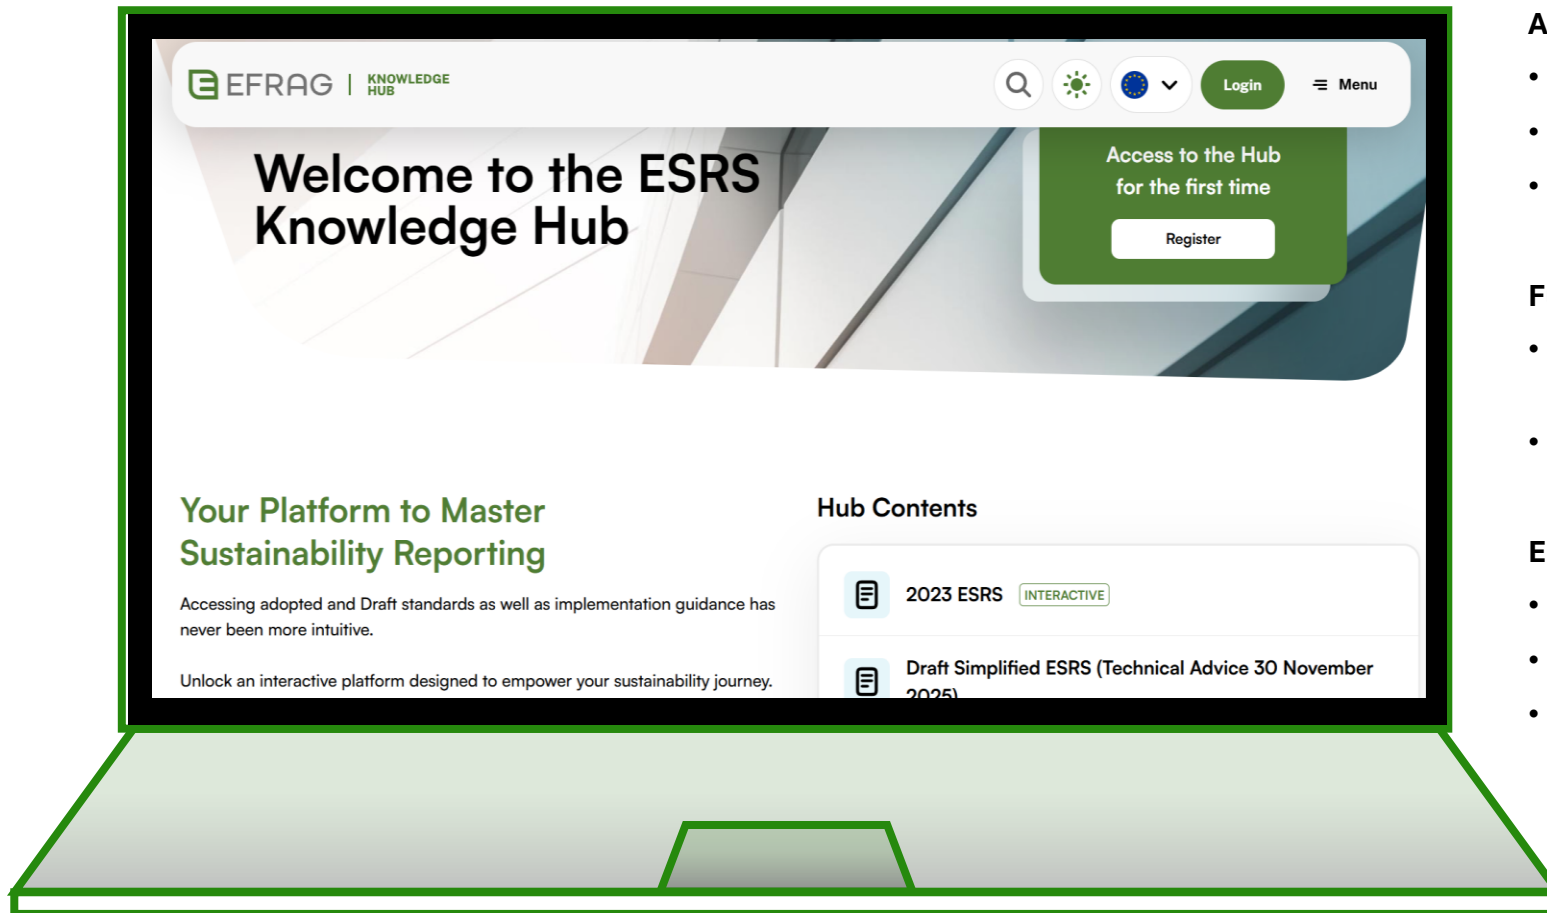 EFRAG | KNOWLEDGE HUB
Login
Menu
Welcome to the ESRS
Knowledge Hub
Access to the Hub
for the first time
Register
Your Platform to Master
Sustainability Reporting
Accessing adopted and Draft standards as well as implementation guidance has
never been more intuitive.
Unlock an interactive platform designed to empower your sustainability journey.
Hub Contents
2023 ESRS INTERACTIVE
Draft Simplified ESRS (Technical Advice 30 November
2025)
A
•
•
•
F
•
•
E
•
•
•